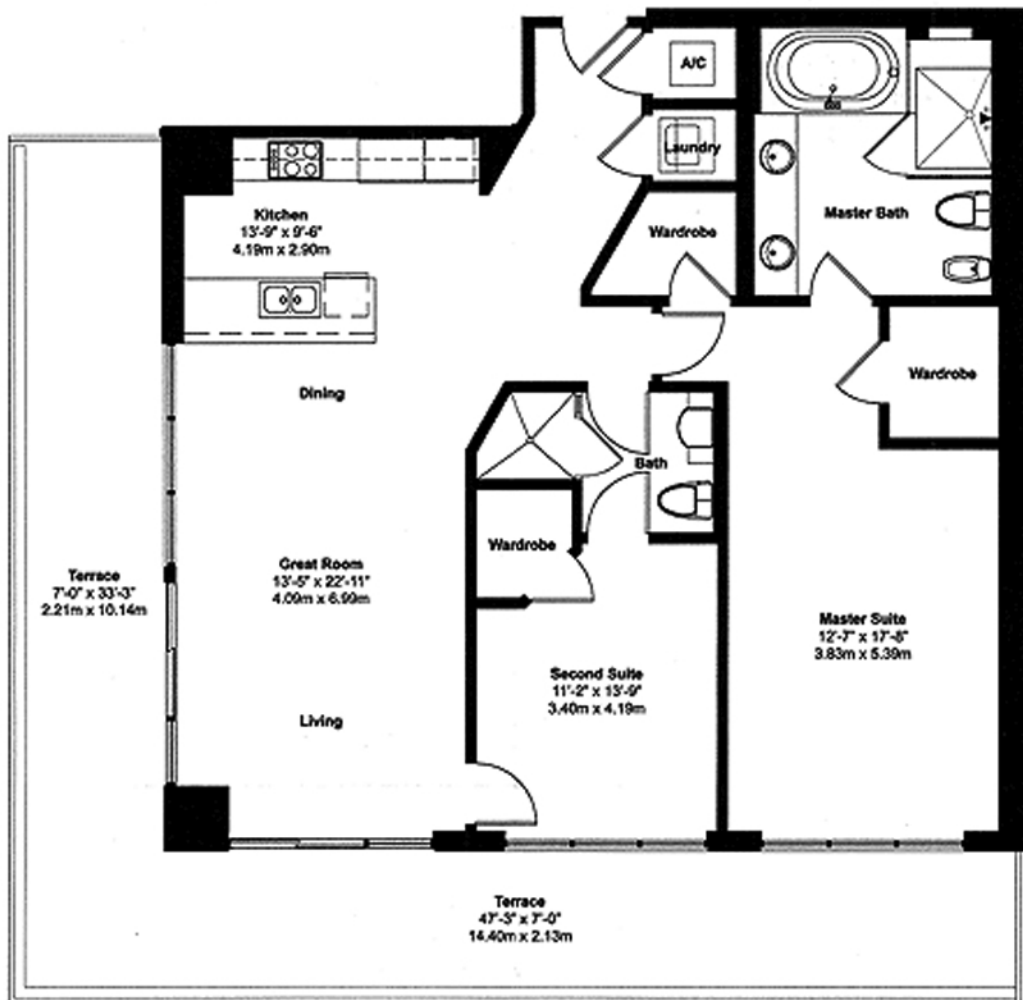 A/C
Laundry
Kitchen
13'-9" x 9'-6"
4.19m x 2.90m
Wardrobe
Master Bath
Dining
Wardrobe
Bath
Wardrobe
Great Room
13'-5" x 22'-11"
4.09m x 6.99m
Terrace
7'-0" x 33'-3"
2.21m x 10.14m
Master Suite
12'-7" x 17'-8"
3.83m x 5.39m
Second Suite
11'-2" x 13'-9"
3.40m x 4.19m
Living
Terrace
47'-3" x 7'-0"
14.40m x 2.13m